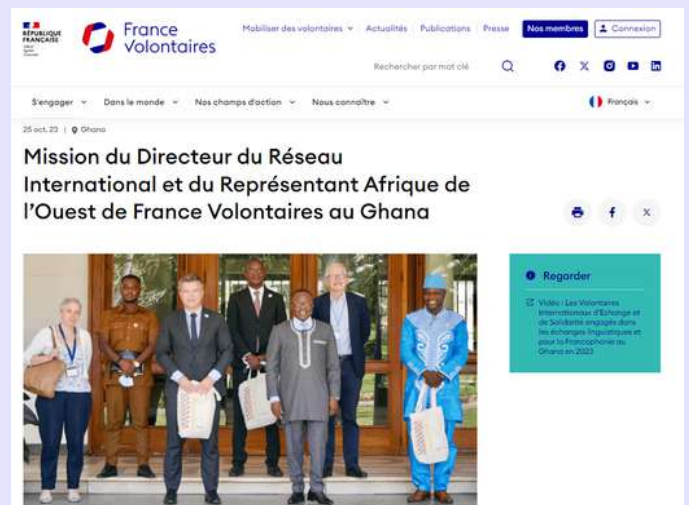 RÉPUBLIQUE
FRANÇAISE
France
Volontaires
Mobiliser des volontaires
Actualités
Publications
Presse
Nos membres
Connexion
Rechercher par mot clé
S'engager
Dans le monde
Nos champs d'action
Nous connaître
Français
25 oct. 23 | Ghana
Mission du Directeur du Réseau
International et du Représentant Afrique de
l'Ouest de France Volontaires au Ghana
Regarder
Vidéo : Les Volontaires
Internationaux d'Echange et
de Solidarité engagés dans
les échanges linguistiques et
pour la Francophonie au
Ghana en 2023